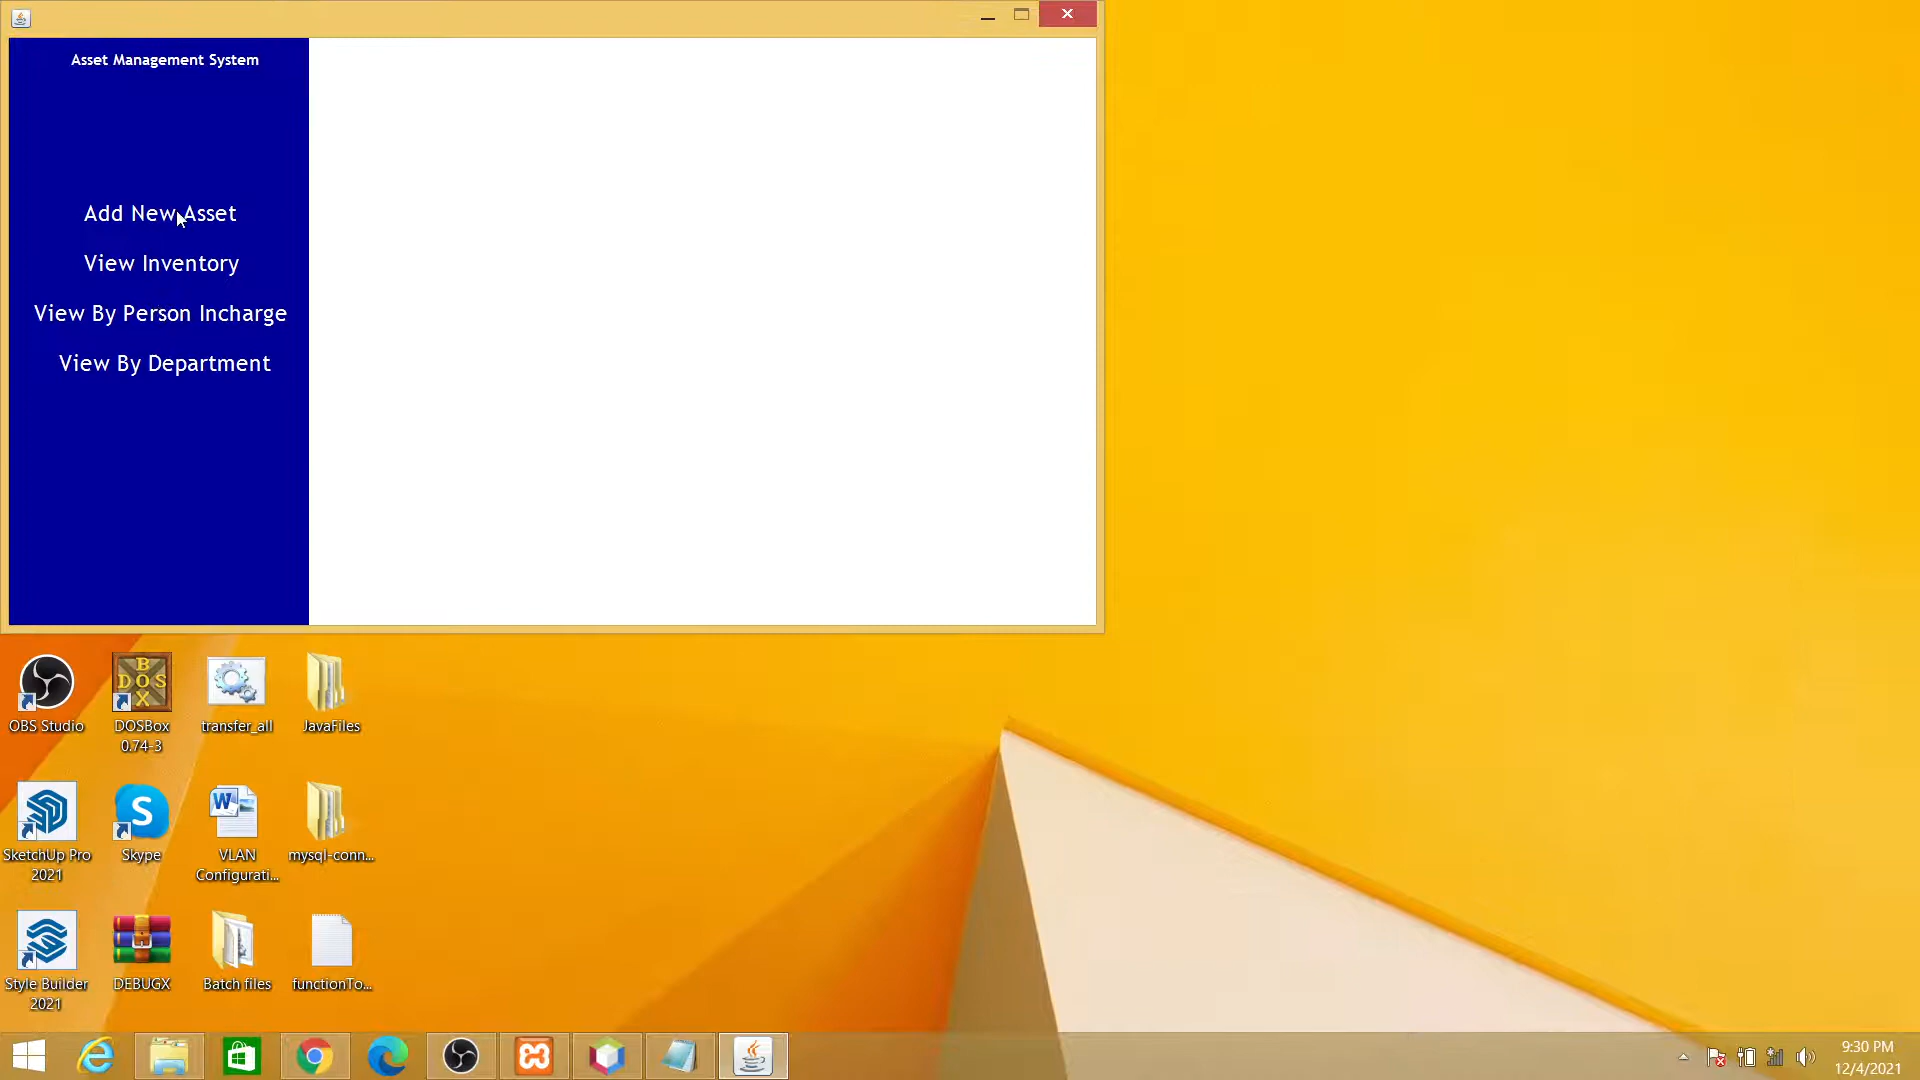 Asset Management System
Add New Asset
View Inventory
View By Person Incharge
View By Department
OBS Studio
DOSBox
0.74-3
transfer_all
JavaFiles
SketchUp Pro
2021
Skype
VLAN
Configurati...
mysql-conn...
Style Builder
2021
DEBUGX
Batch files
functionTo...
9:30 PM
12/4/2021